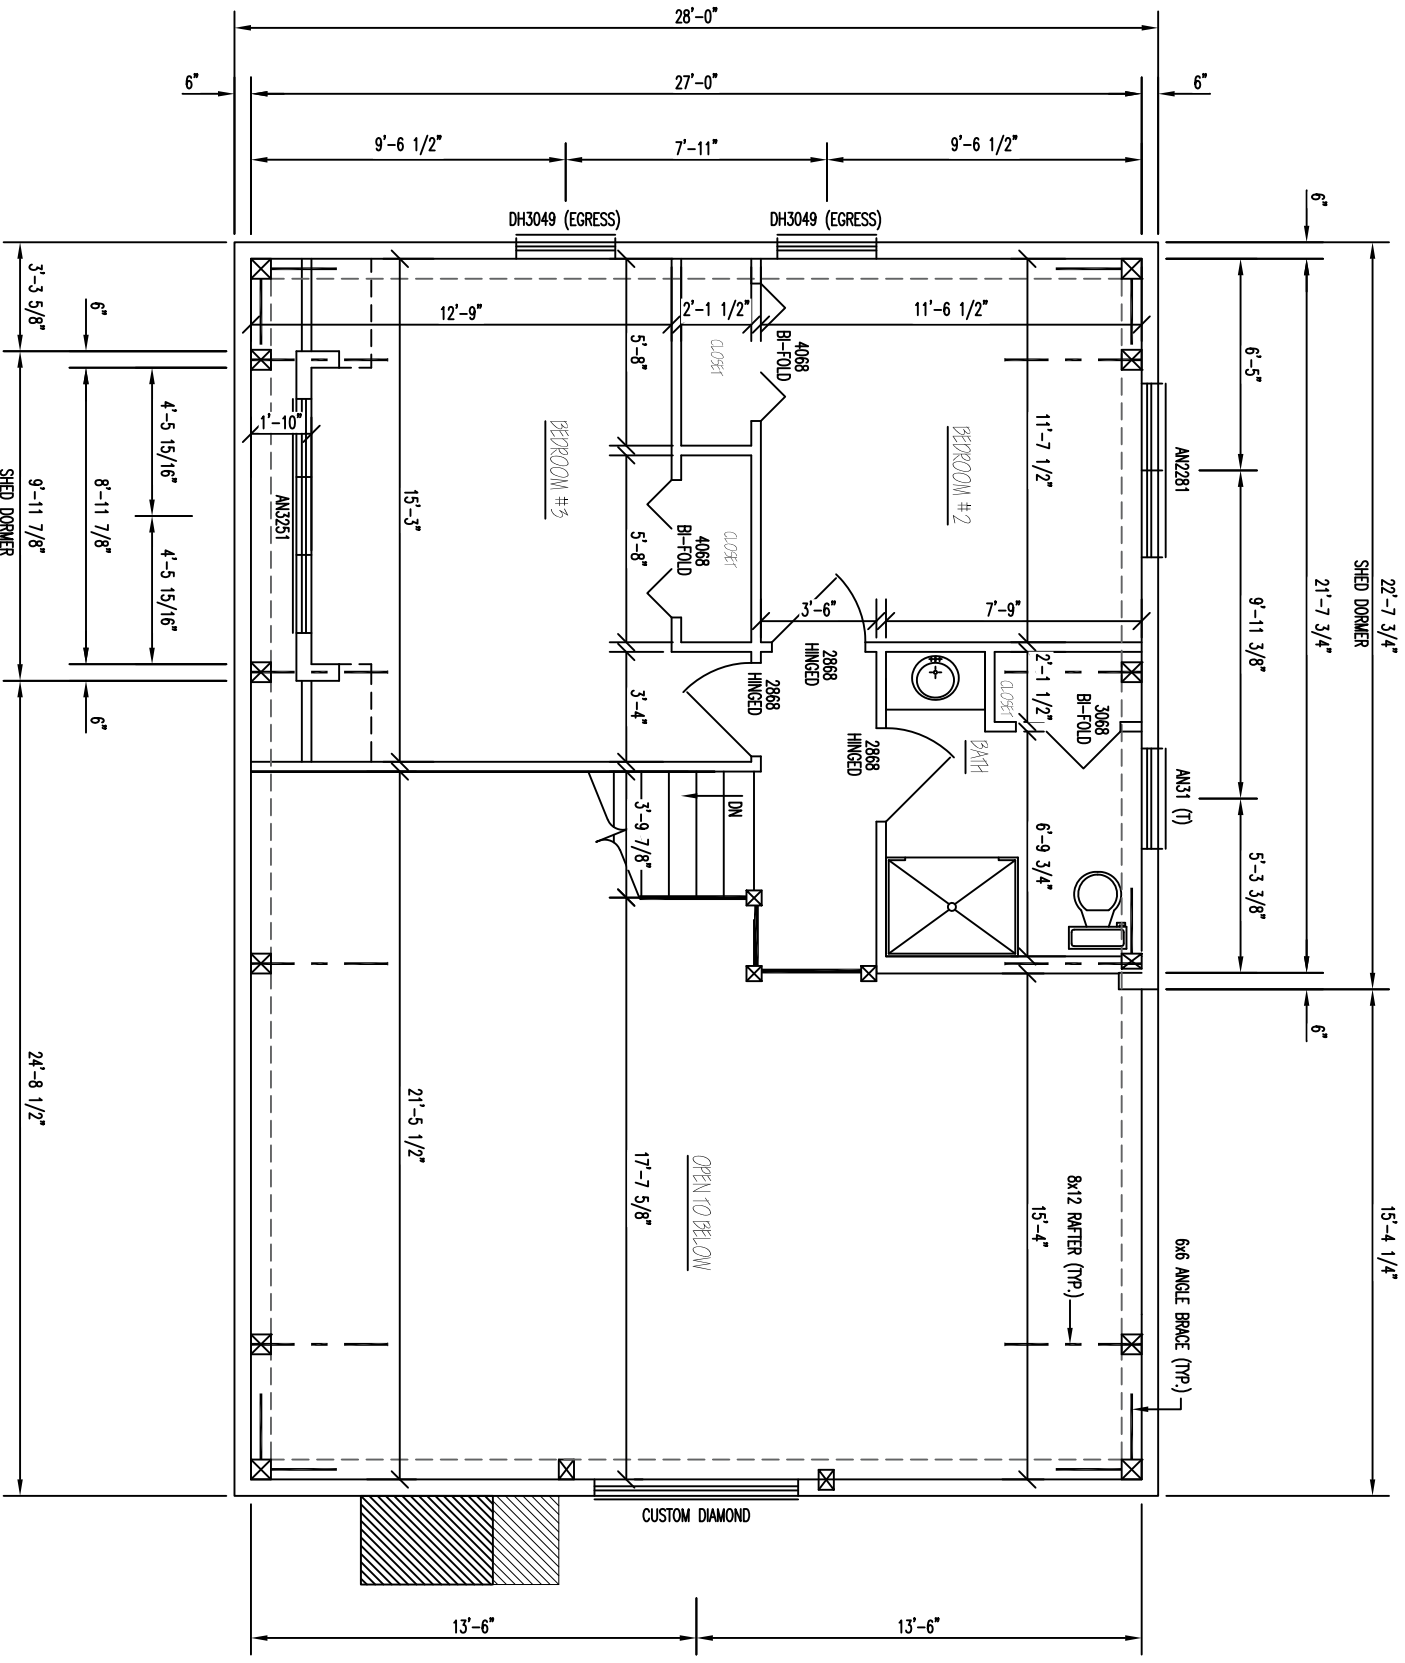 28'-0"
6"
27'-0"
6"
9'-6 1/2"
7'-11"
9'-6 1/2"
DH3049 (EGRESS)
DH3049 (EGRESS)
6"
22'-7 3/4"
SHED DORMER
21'-7 3/4"
6'-5"
9'-11 3/8"
5'-3 3/8"
6"
15'-4 1/4"
AN2281
AN31 (T)
3'-3 5/8"
6"
9'-11 7/8"
SHED DORMER
8'-11 7/8"
4'-5 15/16"
4'-5 15/16"
6"
24'-8 1/2"
12'-9"
2'-1 1/2"
11'-6 1/2"
1'-10"
AN3251
15'-3"
BEDROOM #3
5'-8"
5'-8"
3'-4"
CLOSET
4068
BI-FOLD
CLOSET
4068
BI-FOLD
BEDROOM #2
11'-7 1/2"
3'-6"
7'-9"
2868
HINGED
2868
HINGED
2868
HINGED
2'-1 1/2"
CLOSET
3068
BI-FOLD
BATH
6'-9 3/4"
DN
3'-9 7/8"
21'-5 1/2"
17'-7 5/8"
OPEN TO BELOW
15'-4"
8x12 RAFTER (TYP.)
6x6 ANGLE BRACE (TYP.)
CUSTOM DIAMOND
13'-6"
13'-6"